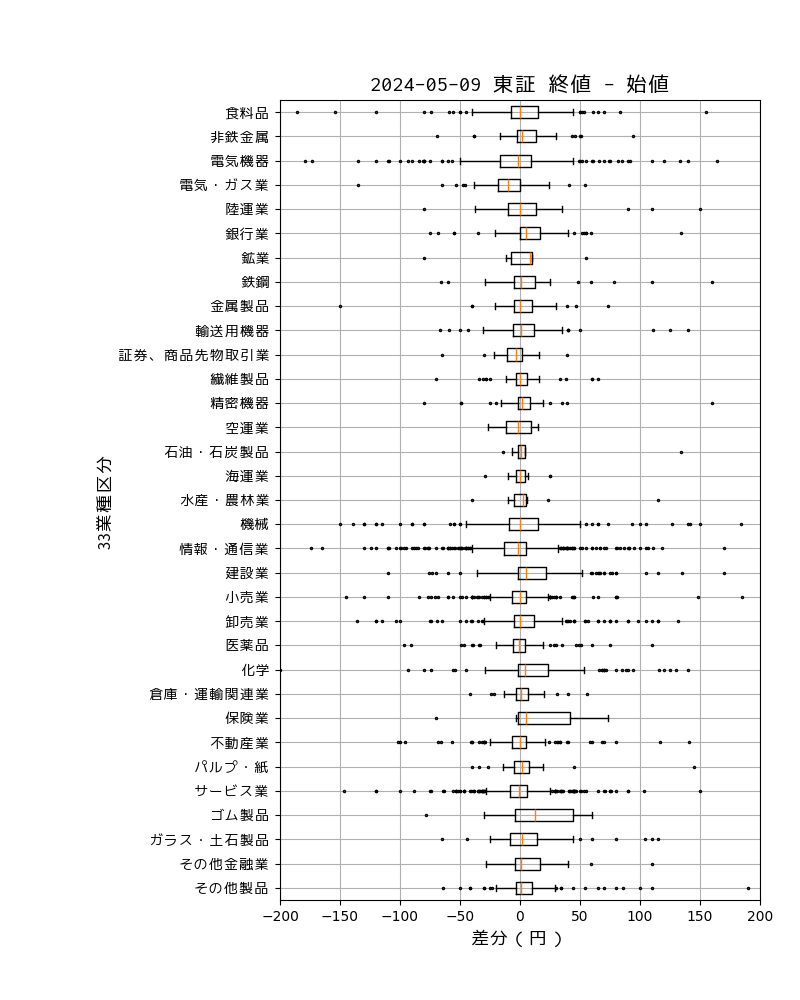 2024-05-09 東証 終値 - 始値
33業種区分
食料品
非鉄金属
電気機器
電気・ガス業
陸運業
銀行業
鉱業
鉄鋼
金属製品
輸送用機器
証券、商品先物取引業
繊維製品
精密機器
空運業
石油・石炭製品
海運業
水産・農林業
機械
情報・通信業
建設業
小売業
卸売業
医薬品
化学
倉庫・運輸関連業
保険業
不動産業
パルプ・紙
サービス業
ゴム製品
ガラス・土石製品
その他金融業
その他製品
−200 −150 −100 −50 0 50 100 150 200
差分（円）